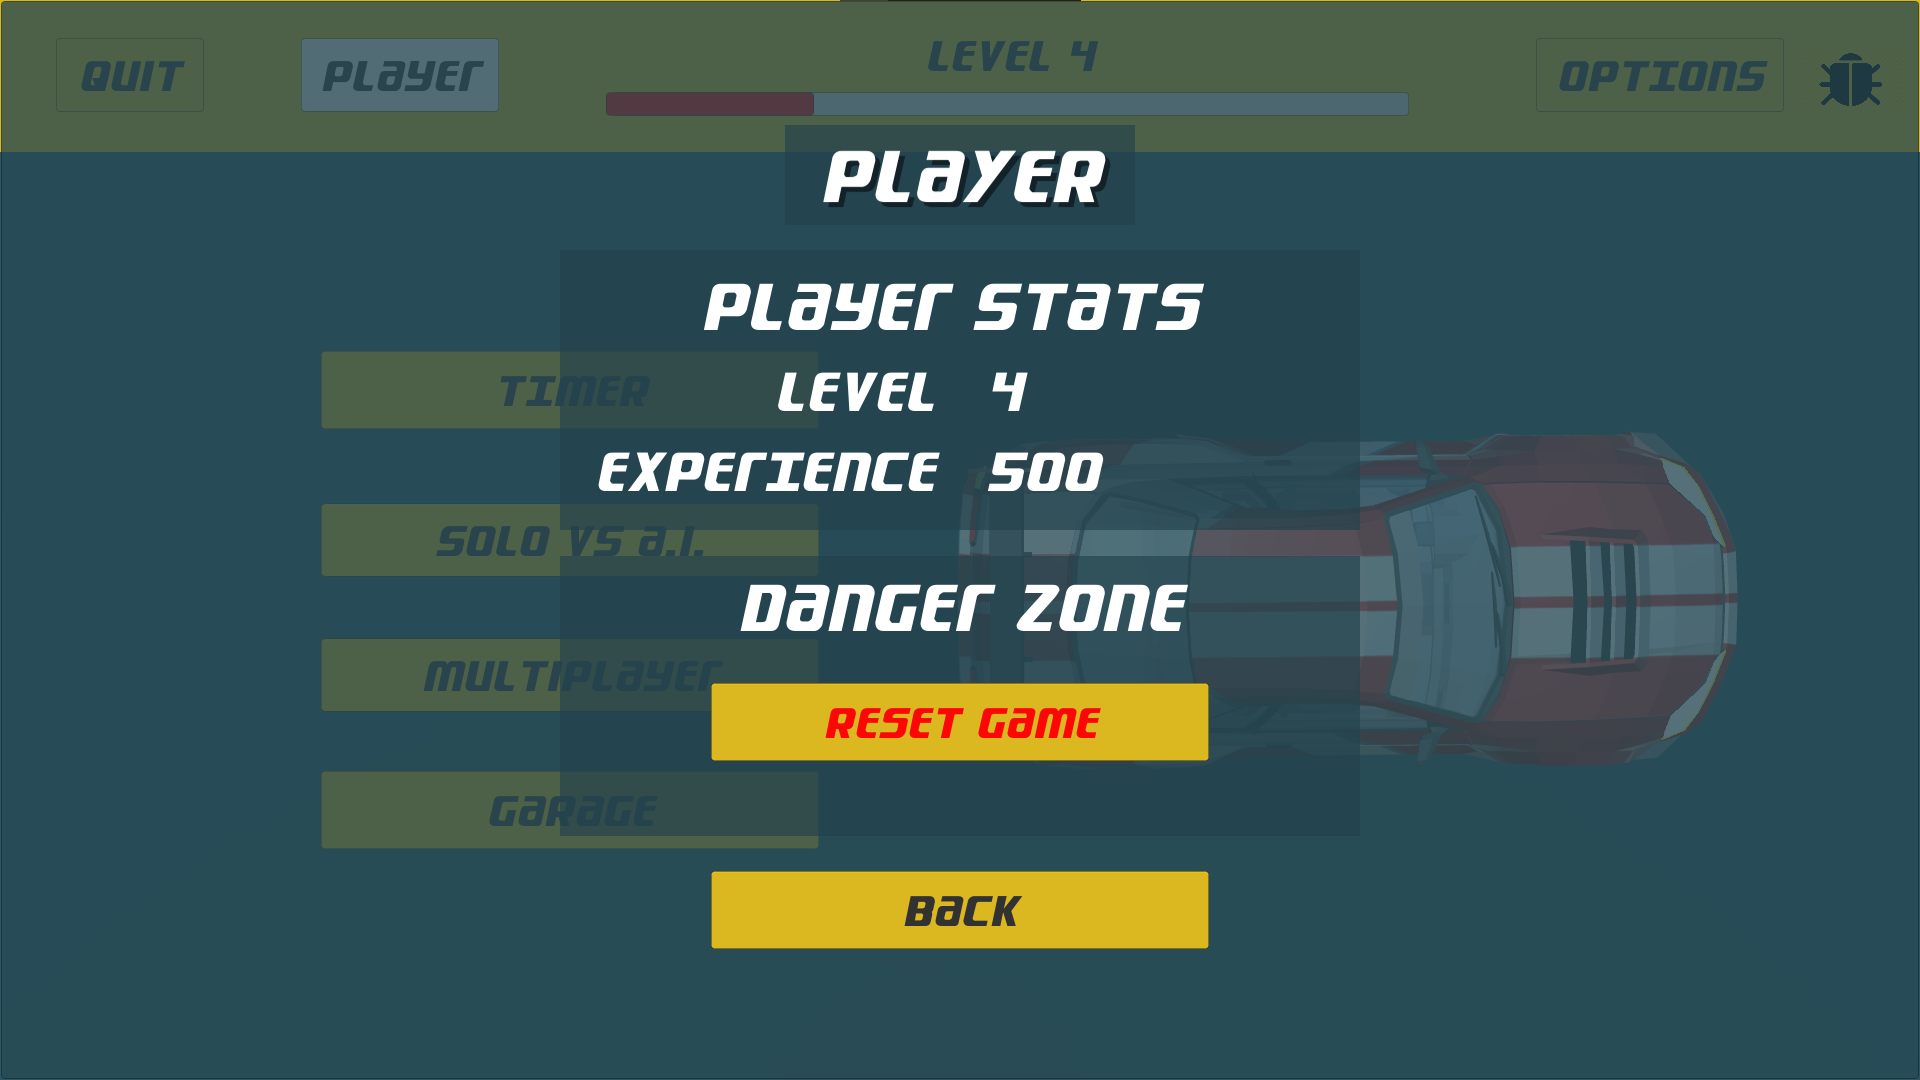 QUIT
PLAYER
LEVEL 4
OPTIONS
PLAYER
PLAYER STATS
LEVEL 4
TIMER
EXPERIENCE 500
SOLO VS A.I.
DANGER ZONE
MULTIPLAYER
RESET GAME
GARAGE
BACK